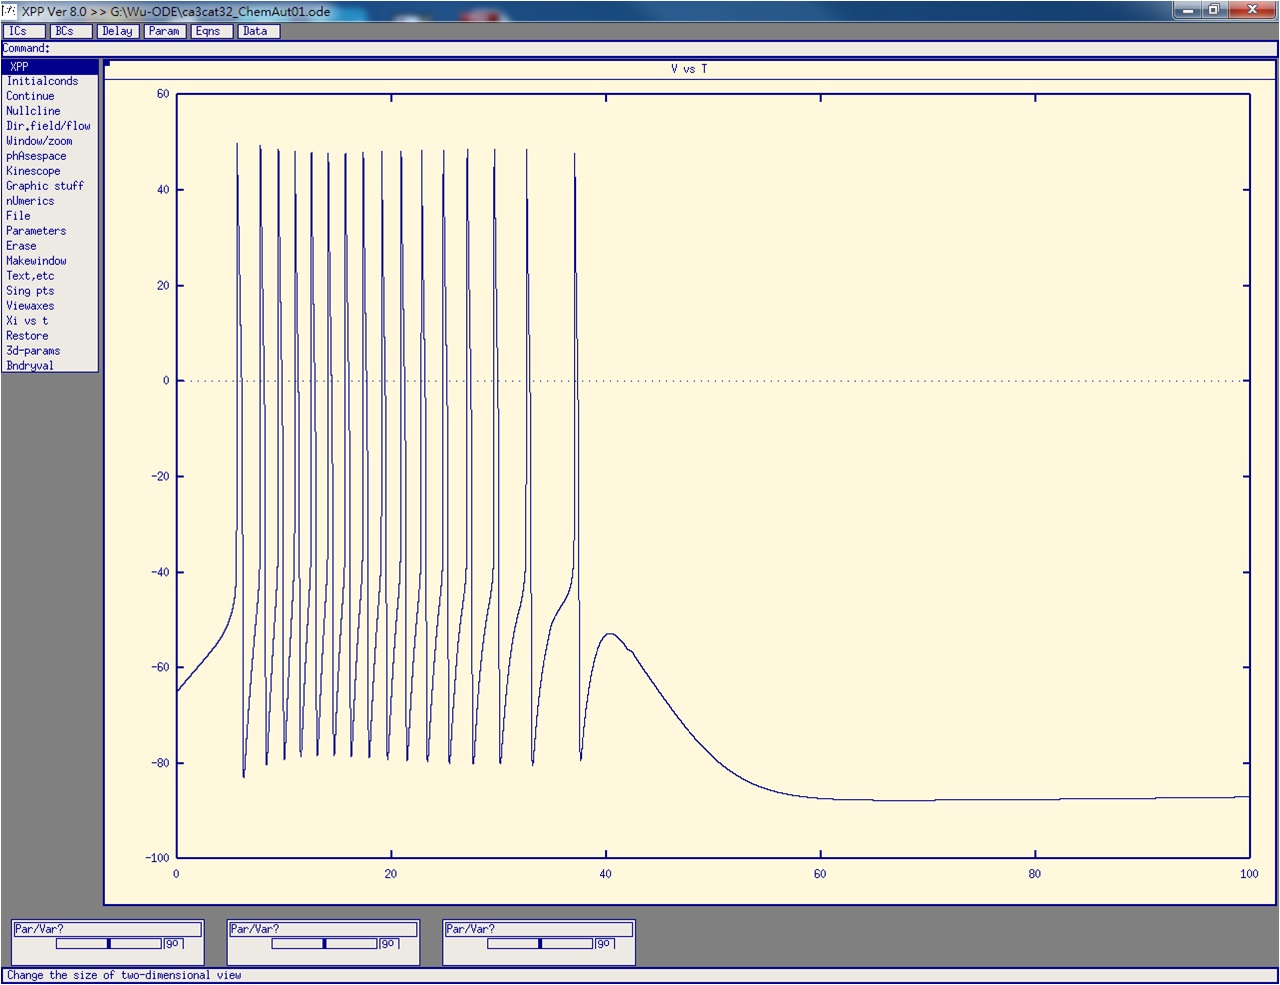 XPP Ver 8.0 >> G:\Wu-ODE\ca3cat32_ChemAut01.ode
ICs BCs Delay Param Eqns Data
Command:
V vs T
XPP
Initialconds
Continue
Nullcline
Dir.field/flow
Window/zoom
phAsespace
Kinescope
Graphic stuff
nUmerics
File
Parameters
Erase
Makewindow
Text,etc
Sing pts
Viewaxes
Xi vs t
Restore
3d-params
Bndryval
60
40
20
0
-20
-40
-60
-80
-100
0 20 40 60 80 100
Par/Var? Par/Var? Par/Var?
go go go
Change the size of two-dimensional view